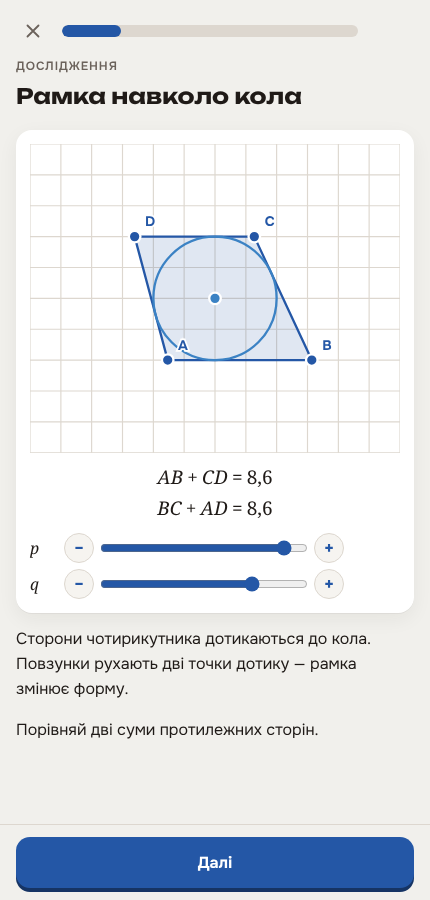 ДОСЛІДЖЕННЯ
Рамка навколо кола
D
C
A
B
AB + CD = 8,6
BC + AD = 8,6
p − +
q − +
Сторони чотирикутника дотикаються до кола.
Повзунки рухають дві точки дотику — рамка
змінює форму.
Порівняй дві суми протилежних сторін.
Далі